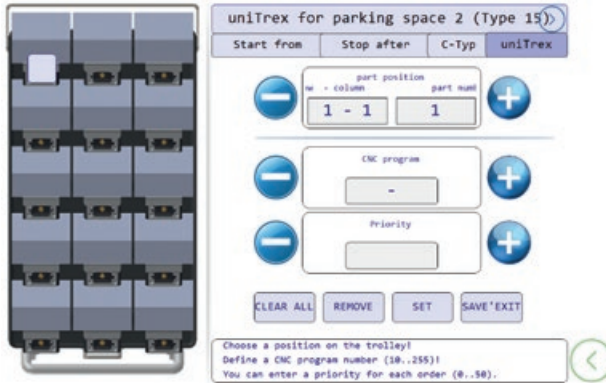 uniTrex for parking space 2 (Type 15)
Start from Stop after C-Typ uniTrex
part position
- column part
1 - 1 1
CNC program
-
Priority
CLEAR ALL REMOVE SET SAVE'EXIT
Choose a position on the trolley!
Define a CNC program number (10..255)!
You can enter a priority for each order (0..50).